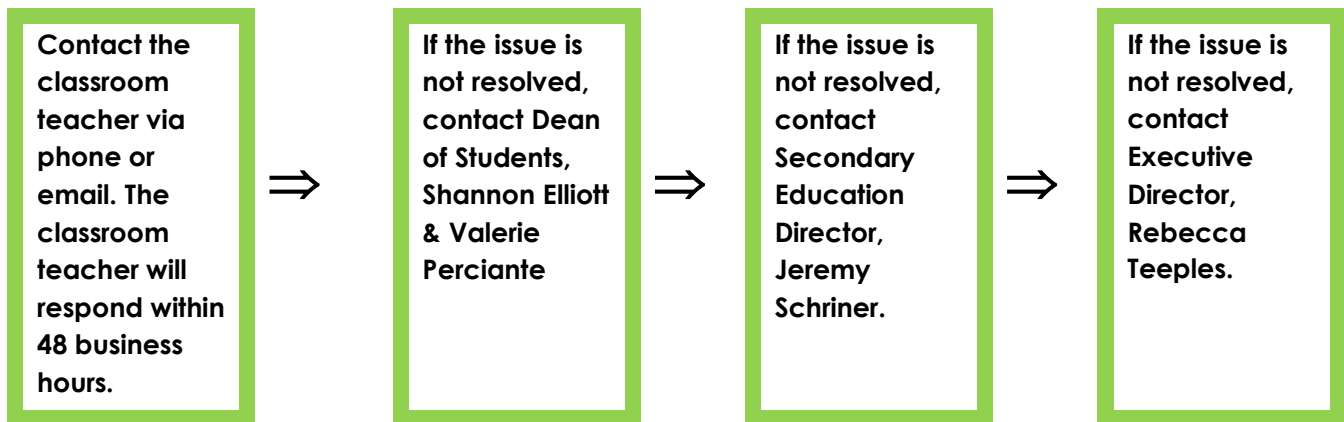 Contact the
classroom
teacher via
phone or
email. The
classroom
teacher will
respond within
48 business
hours.
⇒
If the issue is
not resolved,
contact Dean
of Students,
Shannon Elliott
& Valerie
Perciante
⇒
If the issue is
not resolved,
contact
Secondary
Education
Director,
Jeremy
Schriner.
⇒
If the issue is
not resolved,
contact
Executive
Director,
Rebecca
Teeples.